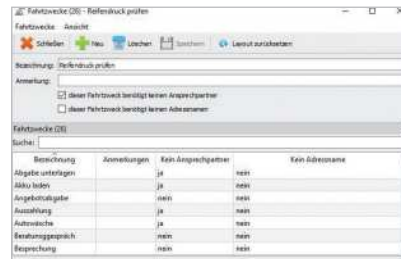 Fahrtzwecke (26) - Reifendruck prüfen
Fahrtzwecke Ansicht
Schließen Neu Löschen Speichern Layout zurücksetzen
Bezeichnung: Reifendruck prüfen
Anmerkung:
dieser Fahrtzweck benötigt keinen Ansprechpartner
dieser Fahrtzweck benötigt keinen Adressnamen
Fahrtzwecke (26)
Suche:
Bezeichnung Anmerkungen Kein Ansprechpartner Kein Adressname
Abgabe unterlagen ja nein
Akku laden ja nein
Angebotsabgabe nein nein
Auszahlung ja nein
Autowäsche ja nein
Beratungsgespräch nein nein
Besprechung nein nein